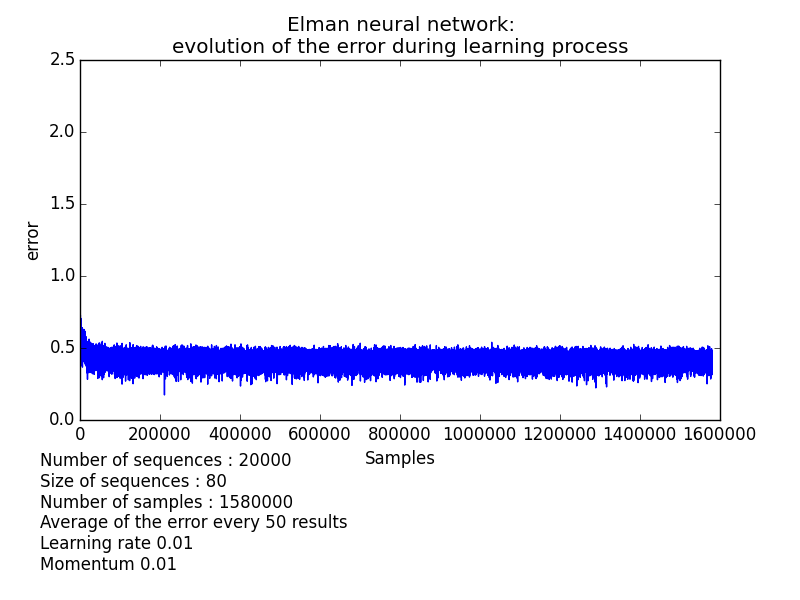 Elman neural network:
evolution of the error during learning process
2.5
2.0
1.5
1.0
0.5
0.0
error
0 200000 400000 600000 800000 1000000 1200000 1400000 1600000
Samples
Number of sequences : 20000
Size of sequences : 80
Number of samples : 1580000
Average of the error every 50 results
Learning rate 0.01
Momentum 0.01